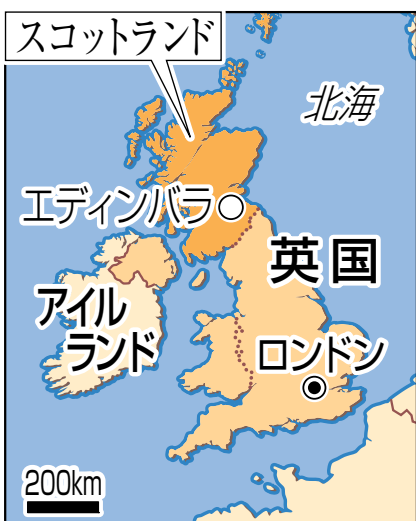 スコットランド
北海
エディンバラ
英国
アイル
ランド
ロンドン
200km